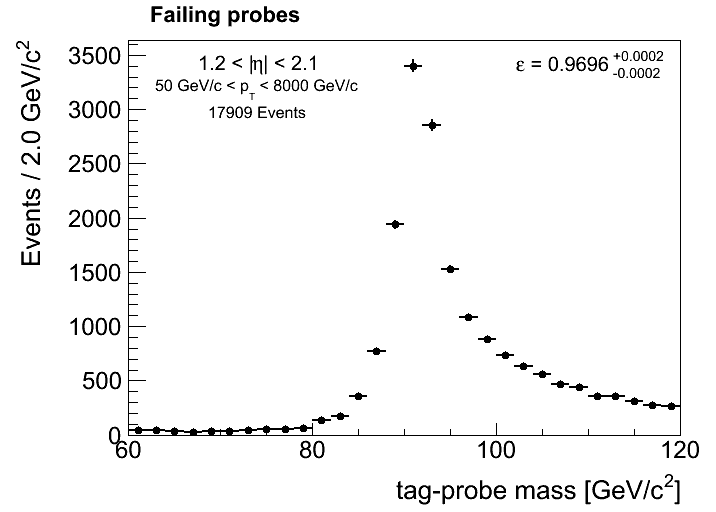 Failing probes
1.2 < |η| < 2.1
50 GeV/c < p_T < 8000 GeV/c
17909 Events
ε = 0.9696 +0.0002 -0.0002
Events / 2.0 GeV/c²
3500
3000
2500
2000
1500
1000
500
0
60 80 100 120
tag-probe mass [GeV/c²]